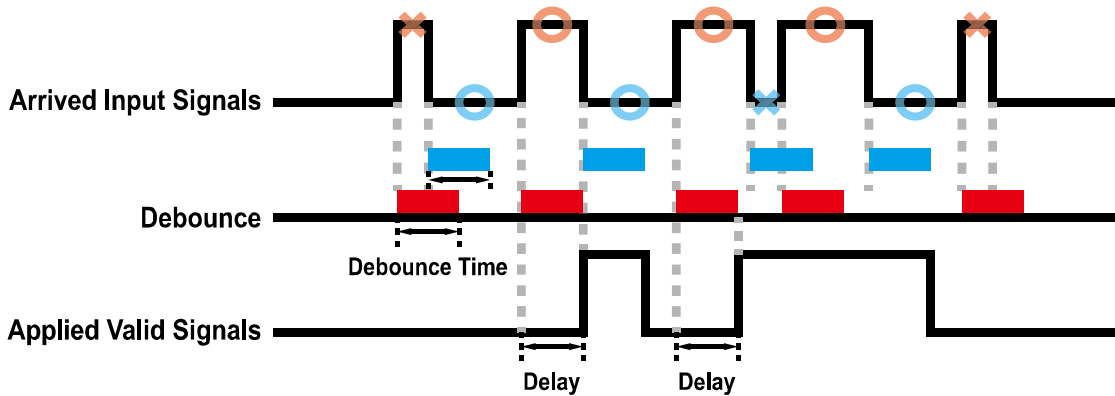 Arrived Input Signals
Debounce
Debounce Time
Applied Valid Signals
Delay
Delay